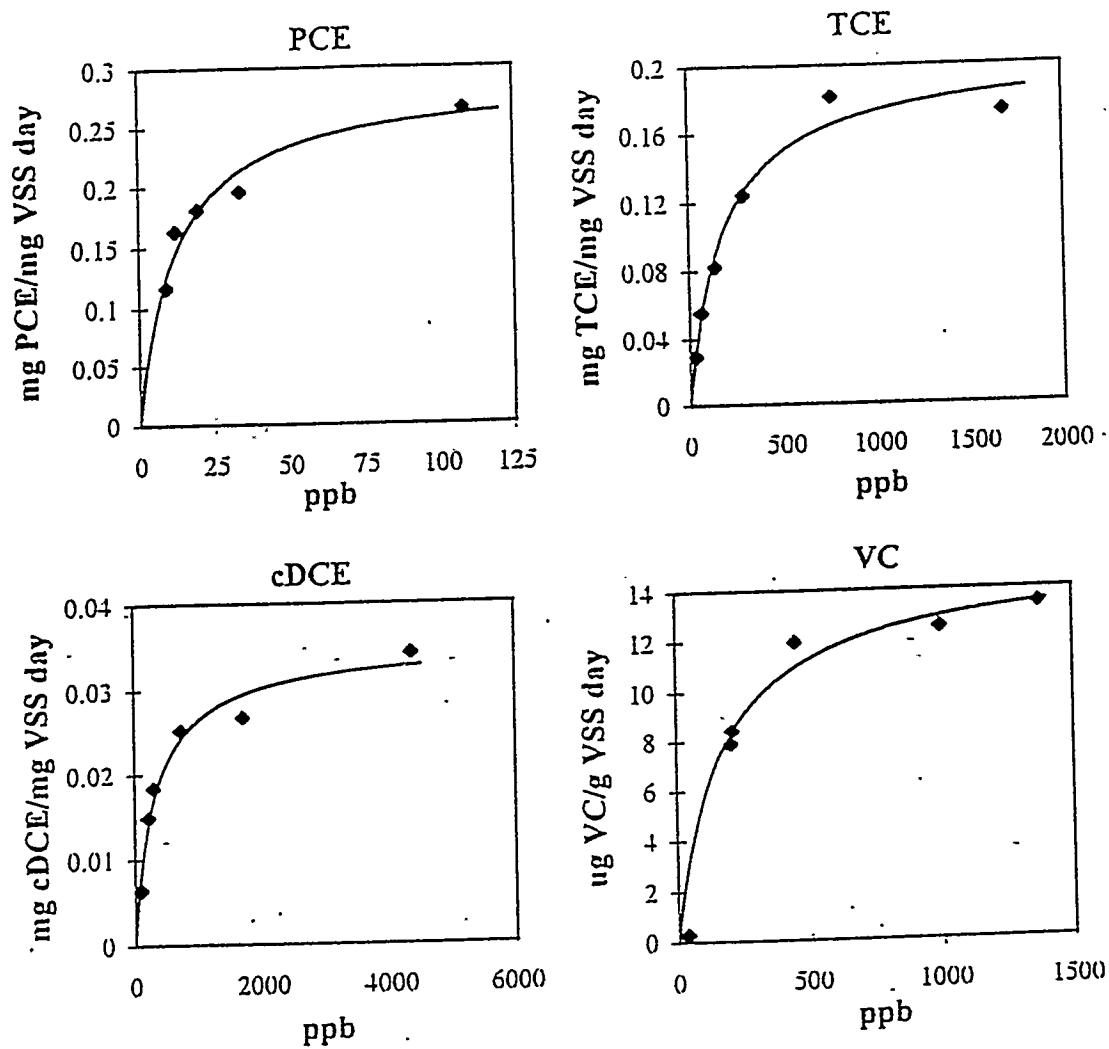 PCE
mg PCE/mg VSS day
0.3
0.25
0.2
0.15
0.1
0.05
0
0 25 50 75 100 125
ppb
TCE
mg TCE/mg VSS day
0.2
0.16
0.12
0.08
0.04
0
0 500 1000 1500 2000
ppb
cDCE
mg cDCE/mg VSS day
0.04
0.03
0.02
0.01
0
0 2000 4000 6000
ppb
VC
ug VC/g VSS day
14
12
10
8
6
4
2
0
0 500 1000 1500
ppb